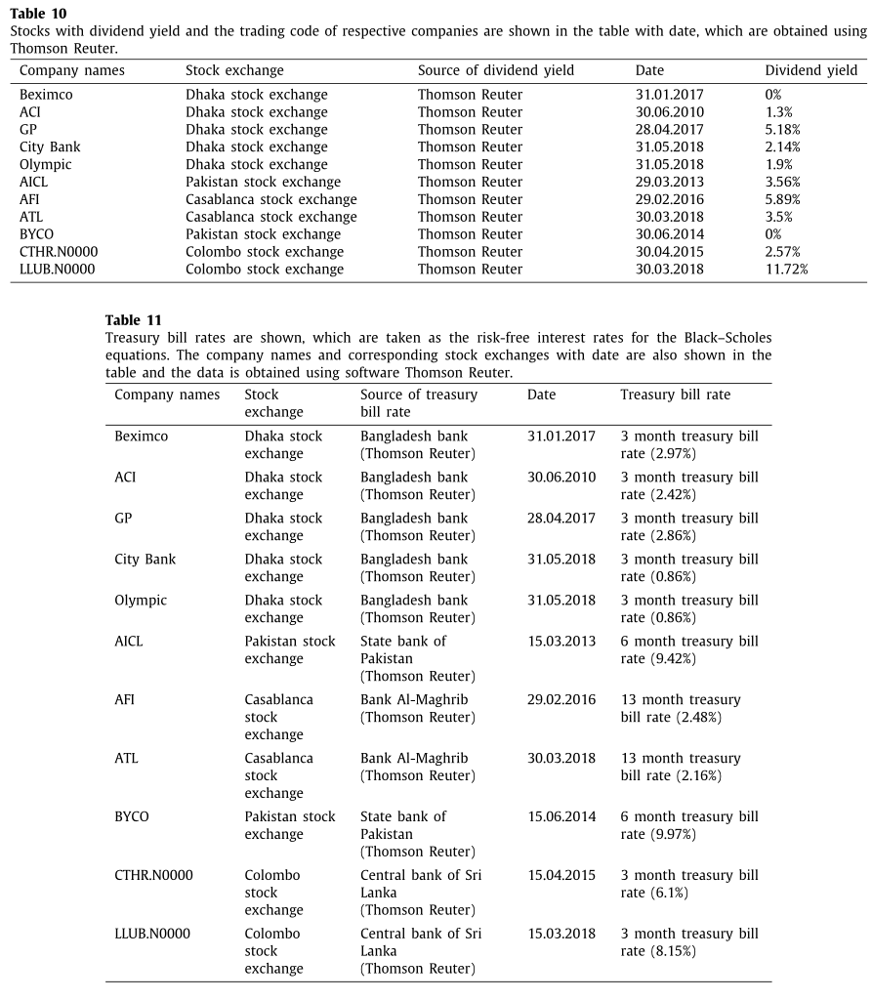 Table 10
Stocks with dividend yield and the trading code of respective companies are shown in the table with date, which are obtained using
Thomson Reuter.
Company names Stock exchange Source of dividend yield Date Dividend yield
Beximco Dhaka stock exchange Thomson Reuter 31.01.2017 0%
ACI Dhaka stock exchange Thomson Reuter 30.06.2010 1.3%
GP Dhaka stock exchange Thomson Reuter 28.04.2017 5.18%
City Bank Dhaka stock exchange Thomson Reuter 31.05.2018 2.14%
Olympic Dhaka stock exchange Thomson Reuter 31.05.2018 1.9%
AICL Pakistan stock exchange Thomson Reuter 29.03.2013 3.56%
AFI Casablanca stock exchange Thomson Reuter 29.02.2016 5.89%
ATL Casablanca stock exchange Thomson Reuter 30.03.2018 3.5%
BYCO Pakistan stock exchange Thomson Reuter 30.06.2014 0%
CTHR.N0000 Colombo stock exchange Thomson Reuter 30.04.2015 2.57%
LLUB.N0000 Colombo stock exchange Thomson Reuter 30.03.2018 11.72%
Table 11
Treasury bill rates are shown, which are taken as the risk-free interest rates for the Black–Scholes
equations. The company names and corresponding stock exchanges with date are also shown in the
table and the data is obtained using software Thomson Reuter.
Company names Stock Source of treasury Date Treasury bill rate
exchange bill rate
Beximco Dhaka stock Bangladesh bank 31.01.2017 3 month treasury bill
exchange (Thomson Reuter) rate (2.97%)
ACI Dhaka stock Bangladesh bank 30.06.2010 3 month treasury bill
exchange (Thomson Reuter) rate (2.42%)
GP Dhaka stock Bangladesh bank 28.04.2017 3 month treasury bill
exchange (Thomson Reuter) rate (2.86%)
City Bank Dhaka stock Bangladesh bank 31.05.2018 3 month treasury bill
exchange (Thomson Reuter) rate (0.86%)
Olympic Dhaka stock Bangladesh bank 31.05.2018 3 month treasury bill
exchange (Thomson Reuter) rate (0.86%)
AICL Pakistan stock State bank of 15.03.2013 6 month treasury bill
exchange Pakistan rate (9.42%)
(Thomson Reuter)
AFI Casablanca Bank Al-Maghrib 29.02.2016 13 month treasury
stock (Thomson Reuter) bill rate (2.48%)
exchange
ATL Casablanca Bank Al-Maghrib 30.03.2018 13 month treasury
stock (Thomson Reuter) bill rate (2.16%)
exchange
BYCO Pakistan stock State bank of 15.06.2014 6 month treasury bill
exchange Pakistan rate (9.97%)
(Thomson Reuter)
CTHR.N0000 Colombo Central bank of Sri 15.04.2015 3 month treasury bill
stock Lanka rate (6.1%)
exchange (Thomson Reuter)
LLUB.N0000 Colombo Central bank of Sri 15.03.2018 3 month treasury bill
stock Lanka rate (8.15%)
exchange (Thomson Reuter)